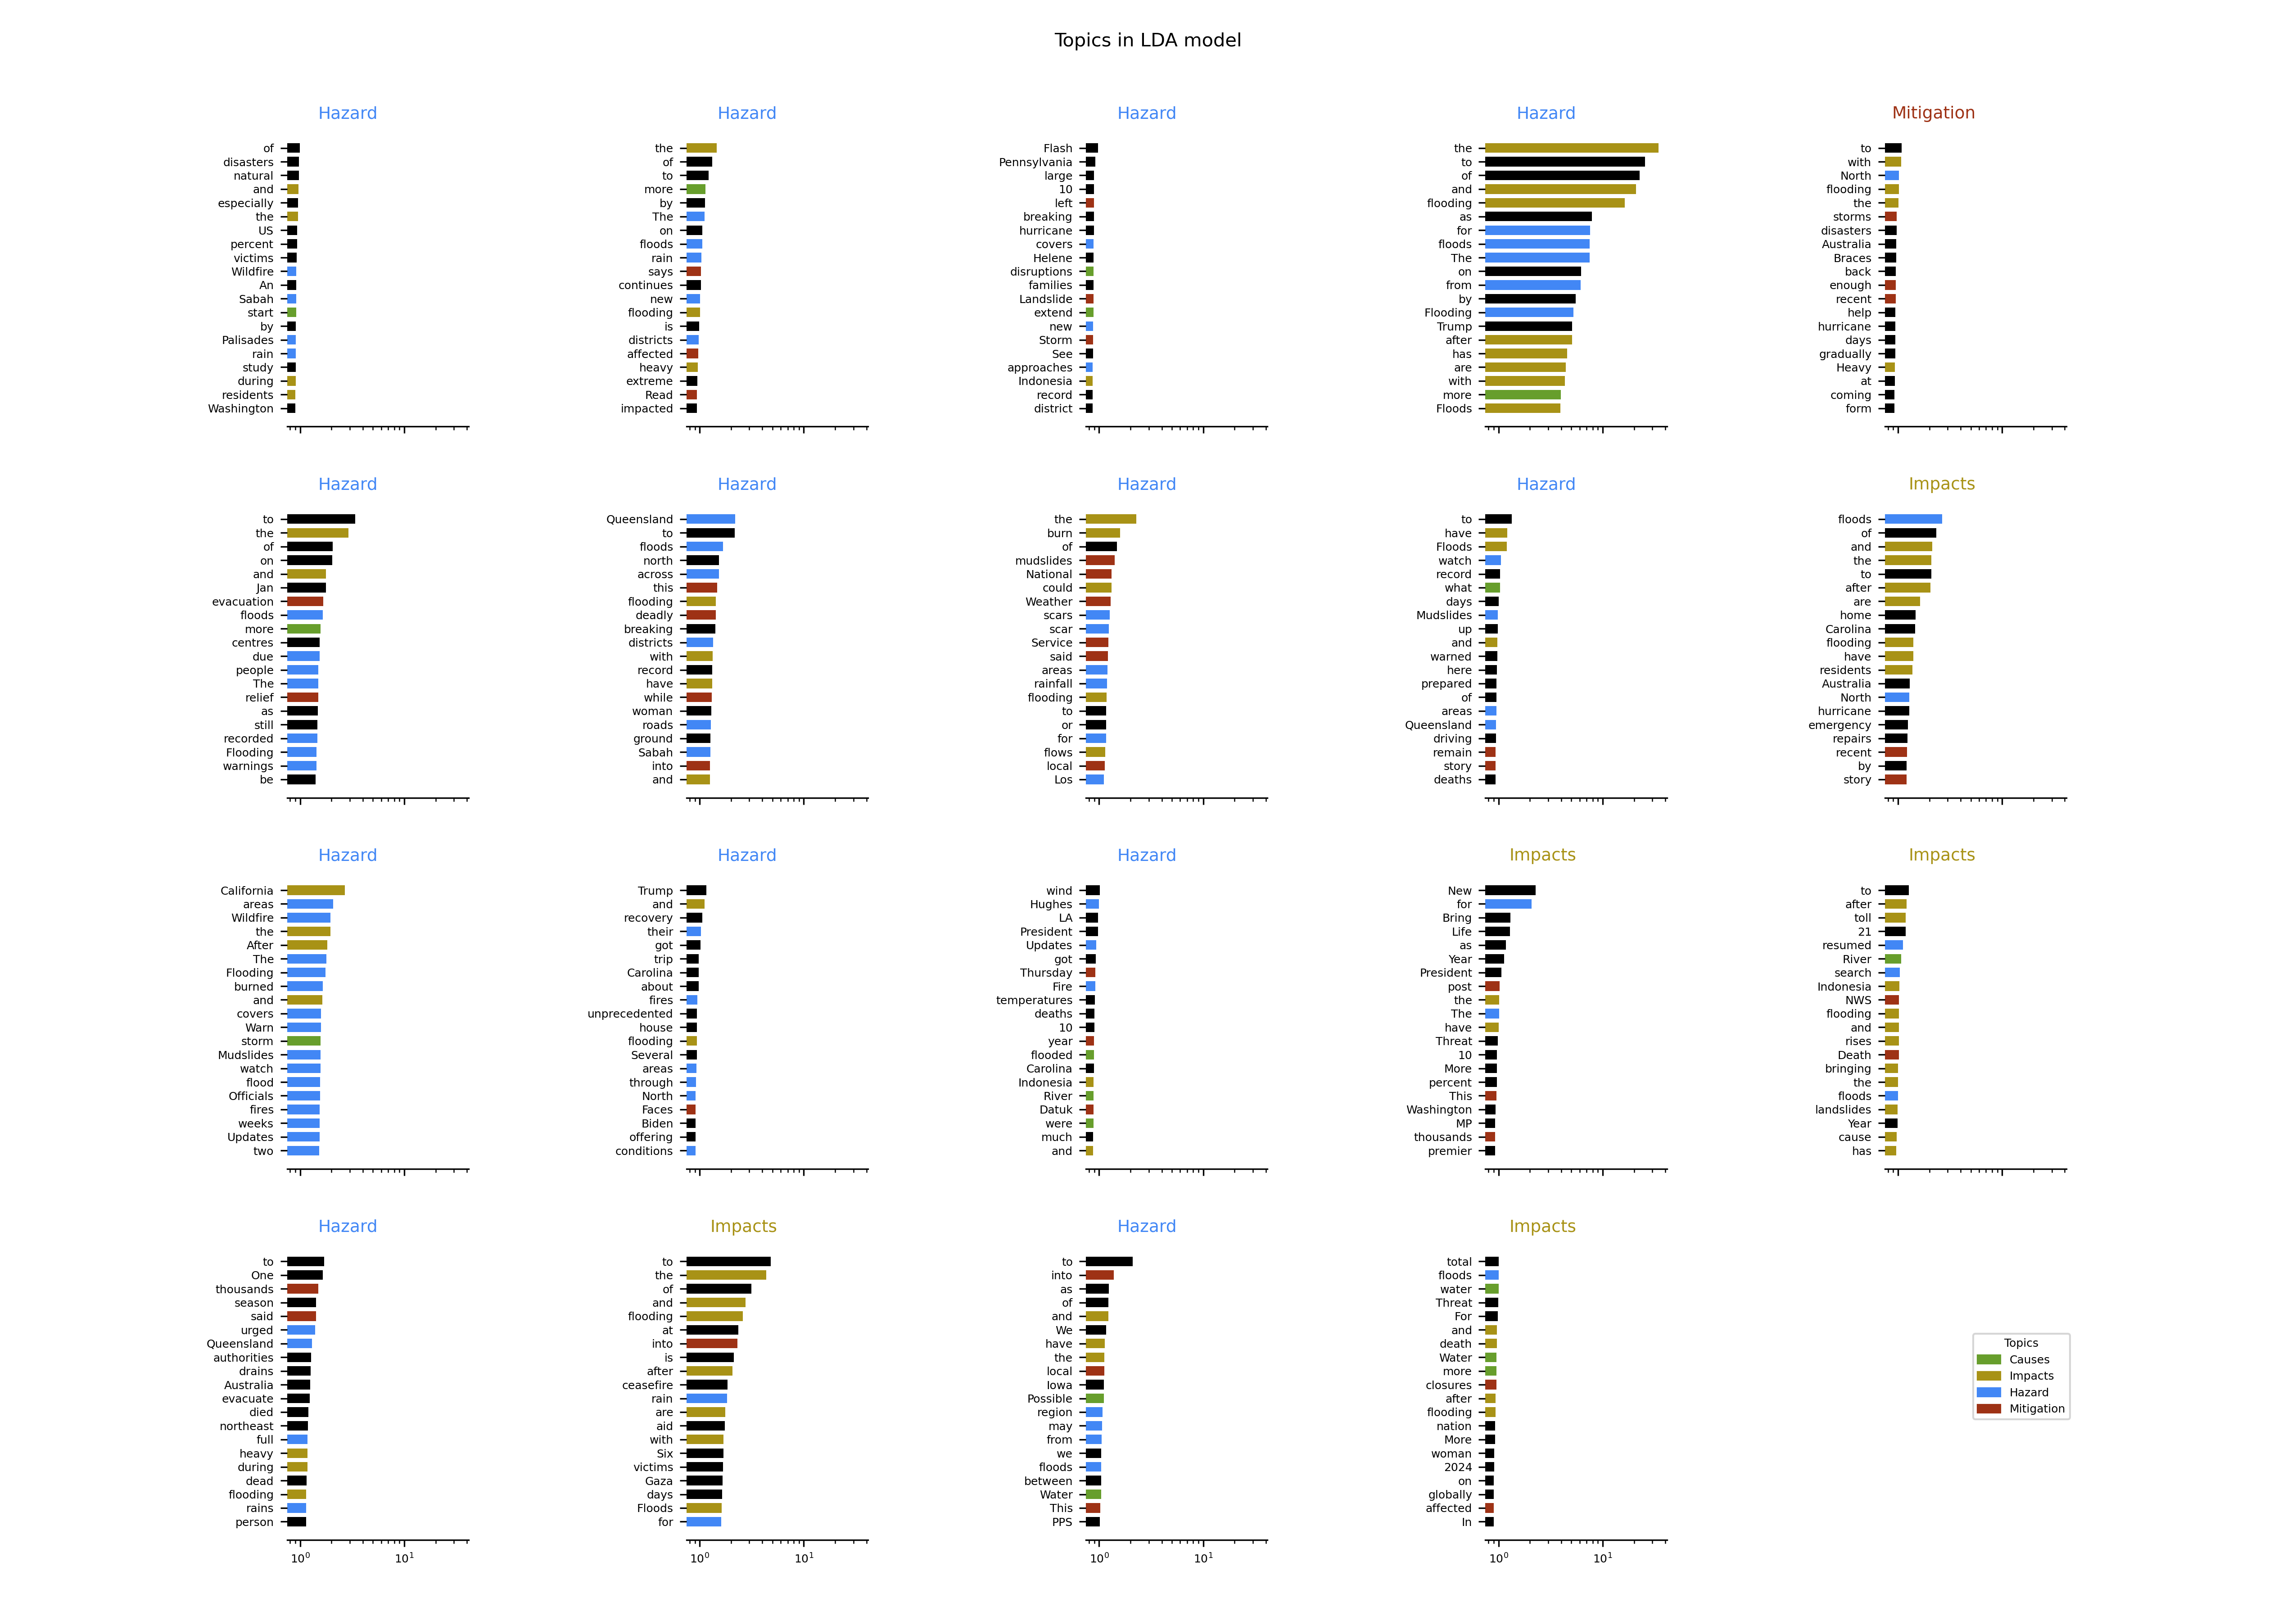 Topics in LDA model
Hazard
of
disasters
natural
and
especially
the
US
percent
victims
Wildfire
An
Sabah
start
by
Palisades
rain
study
during
residents
Washington
Hazard
the
of
to
more
by
The
on
floods
rain
says
continues
new
flooding
is
districts
affected
heavy
extreme
Read
impacted
Hazard
Flash
Pennsylvania
large
10
left
breaking
hurricane
covers
Helene
disruptions
families
Landslide
extend
new
Storm
See
approaches
Indonesia
record
district
Hazard
the
to
of
and
flooding
as
for
floods
The
on
from
by
Flooding
Trump
after
has
are
with
more
Floods
Mitigation
to
with
North
flooding
the
storms
disasters
Australia
Braces
back
enough
recent
help
hurricane
days
gradually
Heavy
at
coming
form
Hazard
to
the
of
on
and
Jan
evacuation
floods
more
centres
due
people
The
relief
as
still
recorded
Flooding
warnings
be
Hazard
Queensland
to
floods
north
across
this
flooding
deadly
breaking
districts
with
record
have
while
woman
roads
ground
Sabah
into
and
Hazard
the
burn
of
mudslides
National
could
Weather
scars
scar
Service
said
areas
rainfall
flooding
to
or
for
flows
local
Los
Hazard
to
have
Floods
watch
record
what
days
Mudslides
up
and
warned
here
prepared
of
areas
Queensland
driving
remain
story
deaths
Impacts
floods
of
and
the
to
after
are
home
Carolina
flooding
have
residents
Australia
North
hurricane
emergency
repairs
recent
by
story
Hazard
California
areas
Wildfire
the
After
The
Flooding
burned
and
covers
Warn
storm
Mudslides
watch
flood
Officials
fires
weeks
Updates
two
Hazard
Trump
and
recovery
their
got
trip
Carolina
about
fires
unprecedented
house
flooding
Several
areas
through
North
Faces
Biden
offering
conditions
Hazard
wind
Hughes
LA
President
Updates
got
Thursday
Fire
temperatures
deaths
10
year
flooded
Carolina
Indonesia
River
Datuk
were
much
and
Impacts
New
for
Bring
Life
as
Year
President
post
the
The
have
Threat
10
More
percent
This
Washington
MP
thousands
premier
Impacts
to
after
toll
21
resumed
River
search
Indonesia
NWS
flooding
and
rises
Death
bringing
the
floods
landslides
Year
cause
has
Hazard
to
One
thousands
season
said
urged
Queensland
authorities
drains
Australia
evacuate
died
northeast
full
heavy
during
dead
flooding
rains
person
10⁰ 10¹
Impacts
to
the
of
and
flooding
at
into
is
after
ceasefire
rain
are
aid
with
Six
victims
Gaza
days
Floods
for
10⁰ 10¹
Hazard
to
into
as
of
and
We
have
the
local
Iowa
Possible
region
may
from
we
floods
between
Water
This
PPS
10⁰ 10¹
Impacts
total
floods
water
Threat
For
and
death
Water
more
closures
after
flooding
nation
More
woman
2024
on
globally
affected
In
10⁰ 10¹
Topics
Causes
Impacts
Hazard
Mitigation